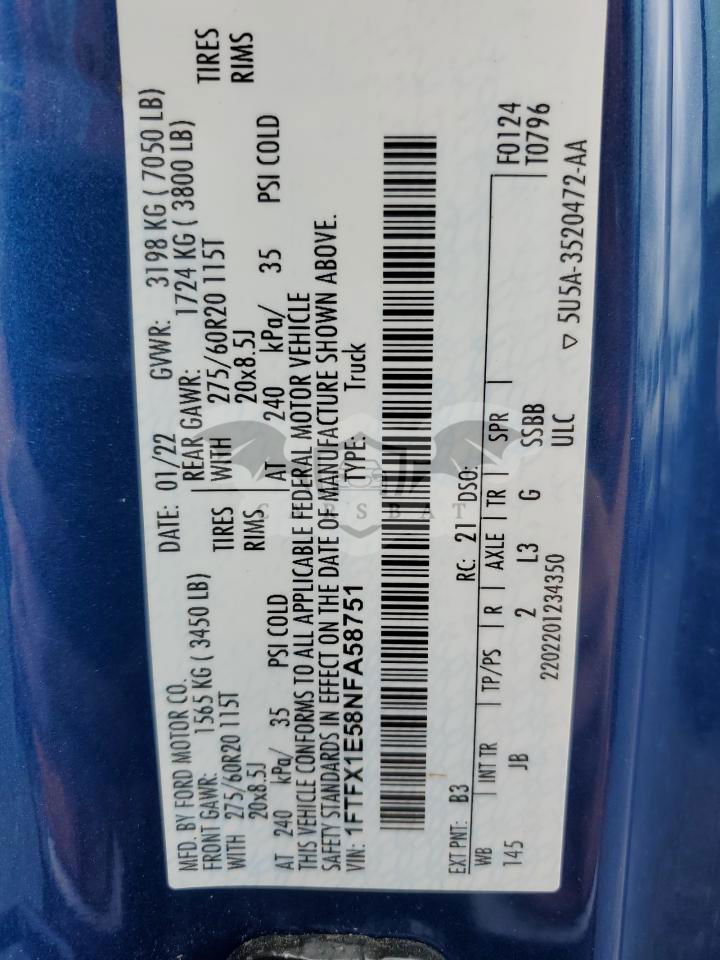 MFD. BY FORD MOTOR CO.
DATE: 01/22 GVWR: 3198 KG ( 7050 LB)
FRONT GAWR: 1565 KG ( 3450 LB) REAR GAWR: 1724 KG ( 3800 LB)
WITH 275/60R20 115T TIRES WITH 275/60R20 115T TIRES
20x8.5J RIMS 20x8.5J RIMS
AT 240 kPa/ 35 PSI COLD AT 240 kPa/ 35 PSI COLD
THIS VEHICLE CONFORMS TO ALL APPLICABLE FEDERAL MOTOR VEHICLE
SAFETY STANDARDS IN EFFECT ON THE DATE OF MANUFACTURE SHOWN ABOVE.
VIN: 1FTFX1E58NFA58751 TYPE: Truck
CARSBAT
EXT PNT: B3 RC: 21 DSO: F0124
WB INT TR TP/PS R AXLE TR SPR T0796
145 JB 2 L3 G SSBB
2202201234350 ULC ▽ 5U5A-3520472-AA